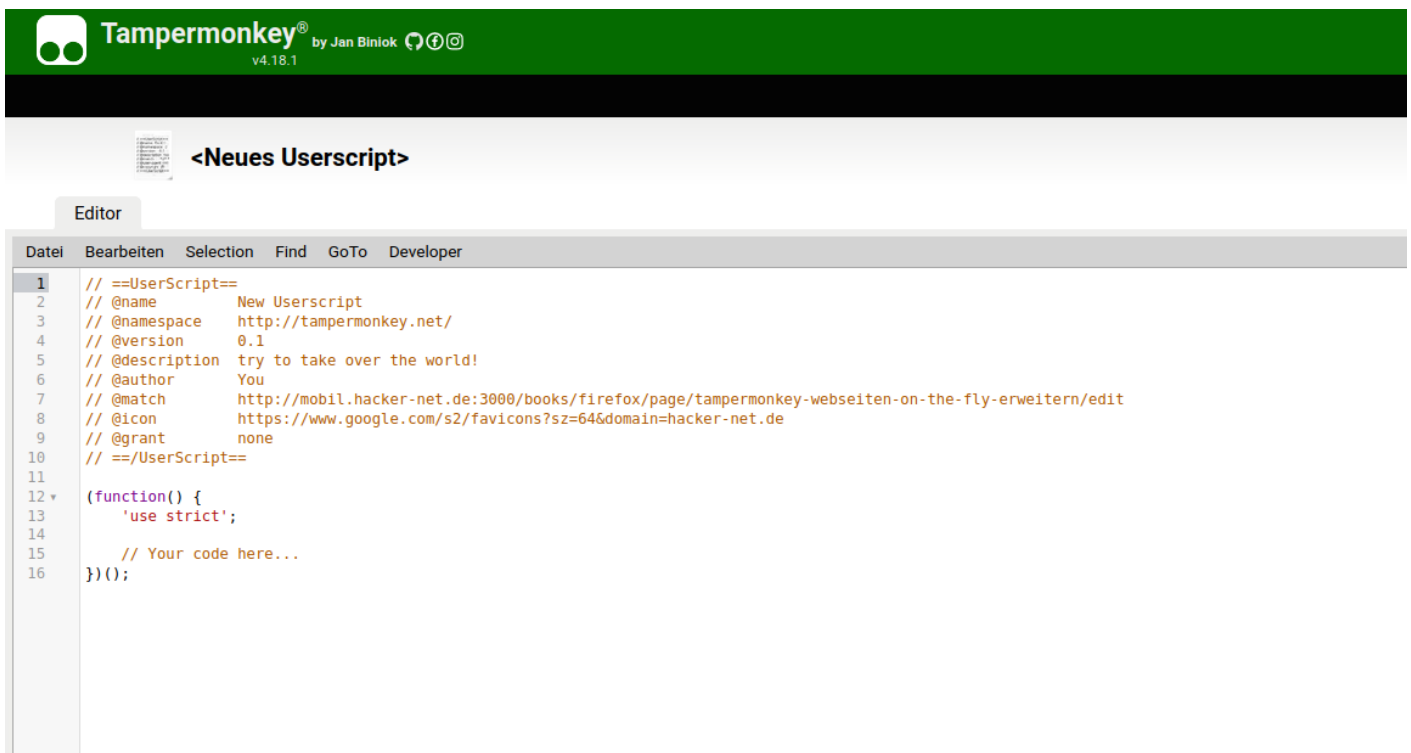 Tampermonkey® by Jan Biniok
v4.18.1
<Neues Userscript>
Editor
Datei Bearbeiten Selection Find GoTo Developer
1 // ==UserScript==
2 // @name New Userscript
3 // @namespace http://tampermonkey.net/
4 // @version 0.1
5 // @description try to take over the world!
6 // @author You
7 // @match http://mobil.hacker-net.de:3000/books/firefox/page/tampermonkey-webseiten-on-the-fly-erweitern/edit
8 // @icon https://www.google.com/s2/favicons?sz=64&domain=hacker-net.de
9 // @grant none
10 // ==/UserScript==
11
12 (function() {
13 'use strict';
14
15 // Your code here...
16 })();